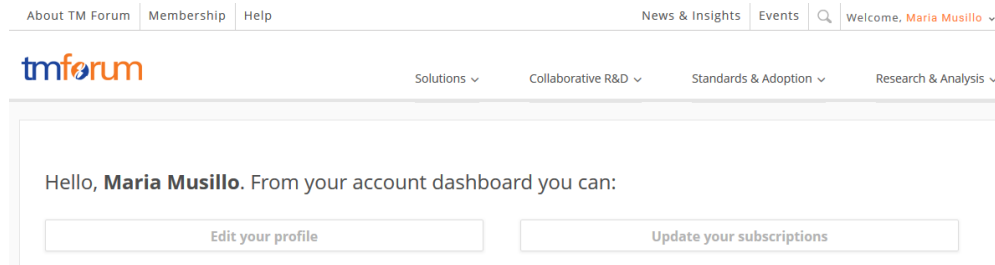 About TM Forum Membership Help News & Insights Events Welcome, Maria Musillo
tmforum
Solutions Collaborative R&D Standards & Adoption Research & Analysis
Hello, Maria Musillo. From your account dashboard you can:
Edit your profile Update your subscriptions